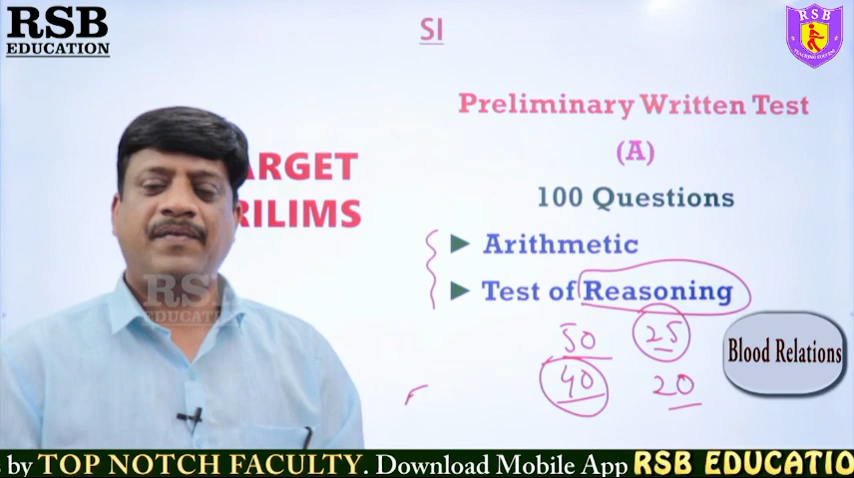 RSB
EDUCATION
SI
RSB
Preliminary Written Test
(A)
100 Questions
ARGET
RILIMS
► Arithmetic
► Test of Reasoning
RSB
EDUCATION
50 25
40 20
Blood Relations
by TOP NOTCH FACULTY. Download Mobile App RSB EDUCATIO